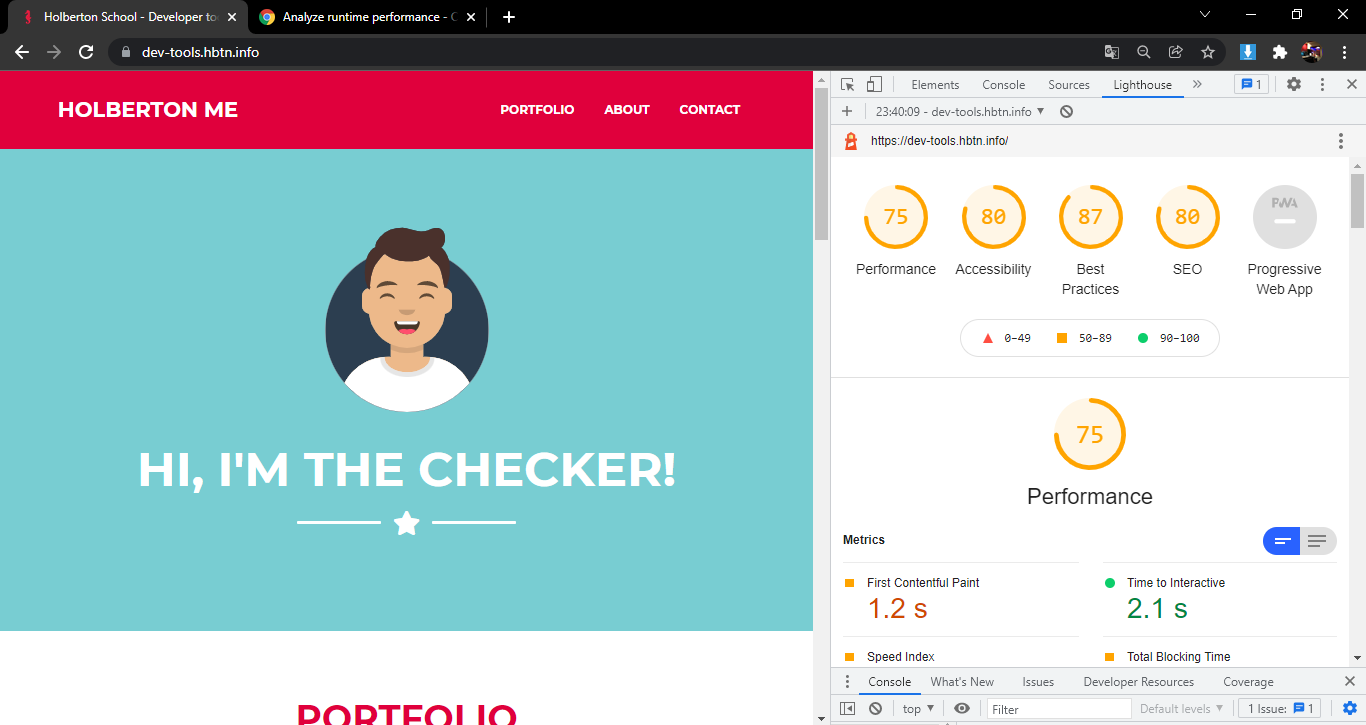 Holberton School - Developer to
Analyze runtime performance - C
dev-tools.hbtn.info
HOLBERTON ME
PORTFOLIO
ABOUT
CONTACT
HI, I'M THE CHECKER!
PORTFOLIO
Elements
Console
Sources
Lighthouse
1
23:40:09 - dev-tools.hbtn.info
https://dev-tools.hbtn.info/
75
80
87
80
PWA
Performance
Accessibility
Best
Practices
SEO
Progressive
Web App
0–49
50–89
90–100
75
Performance
Metrics
First Contentful Paint
1.2 s
Time to Interactive
2.1 s
Speed Index
Total Blocking Time
Console
What's New
Issues
Developer Resources
Coverage
top
Filter
Default levels
1 Issue:
1